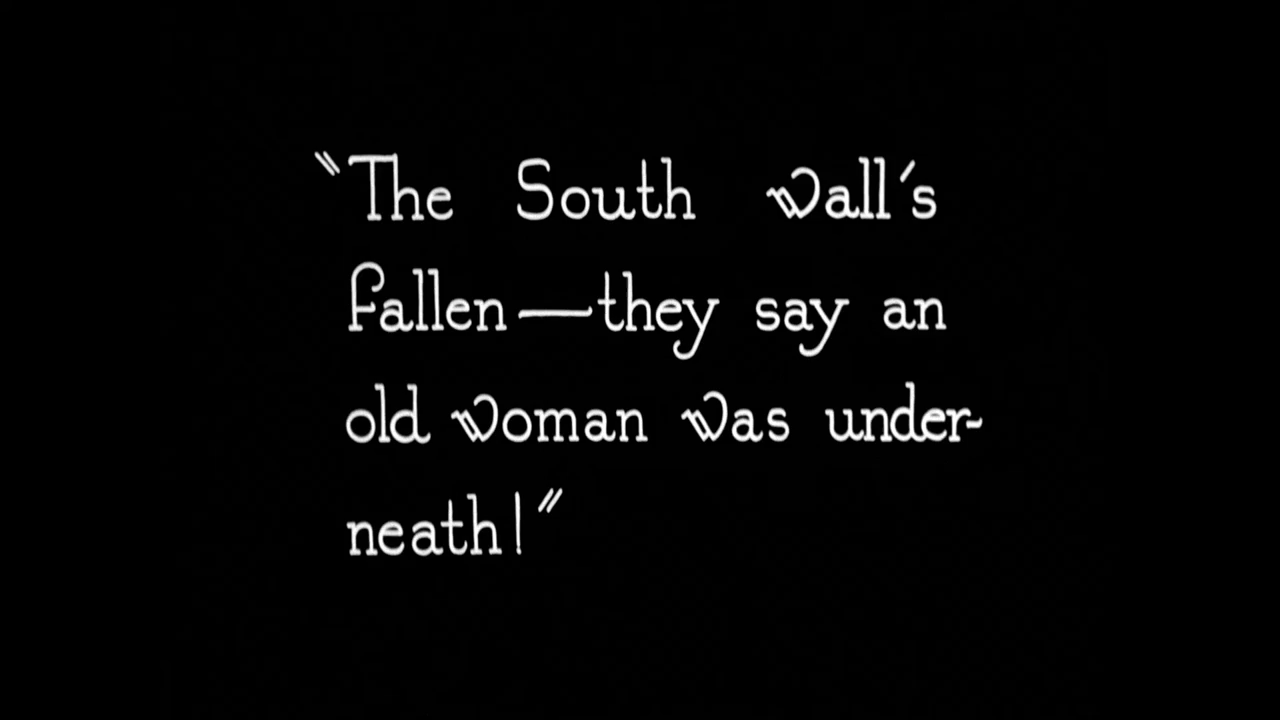 "The South Wall's
Fallen—they say an
old woman was under-
neath!"